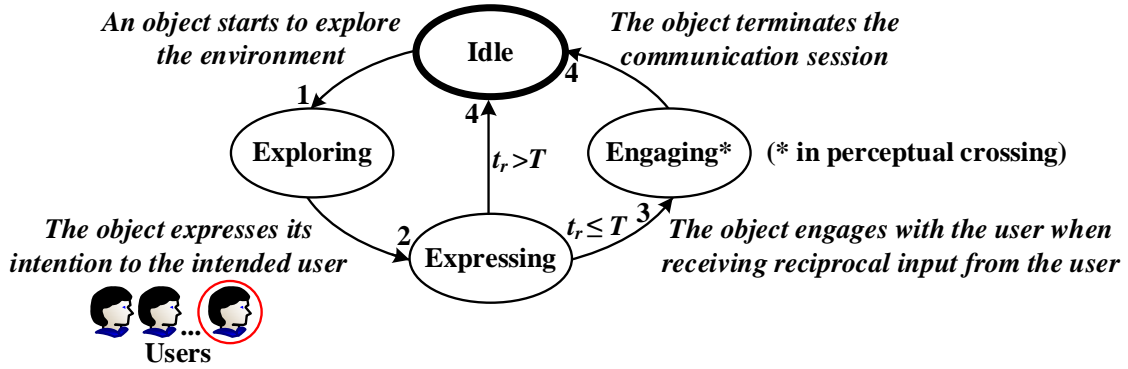 An object starts to explore
the environment
Idle
The object terminates the
communication session
4
1
4
Exploring
Engaging*
(* in perceptual crossing)
t_r >T
The object expresses its
intention to the intended user
2
Expressing
t_r ≤ T
3
The object engages with the user when
receiving reciprocal input from the user
...
Users